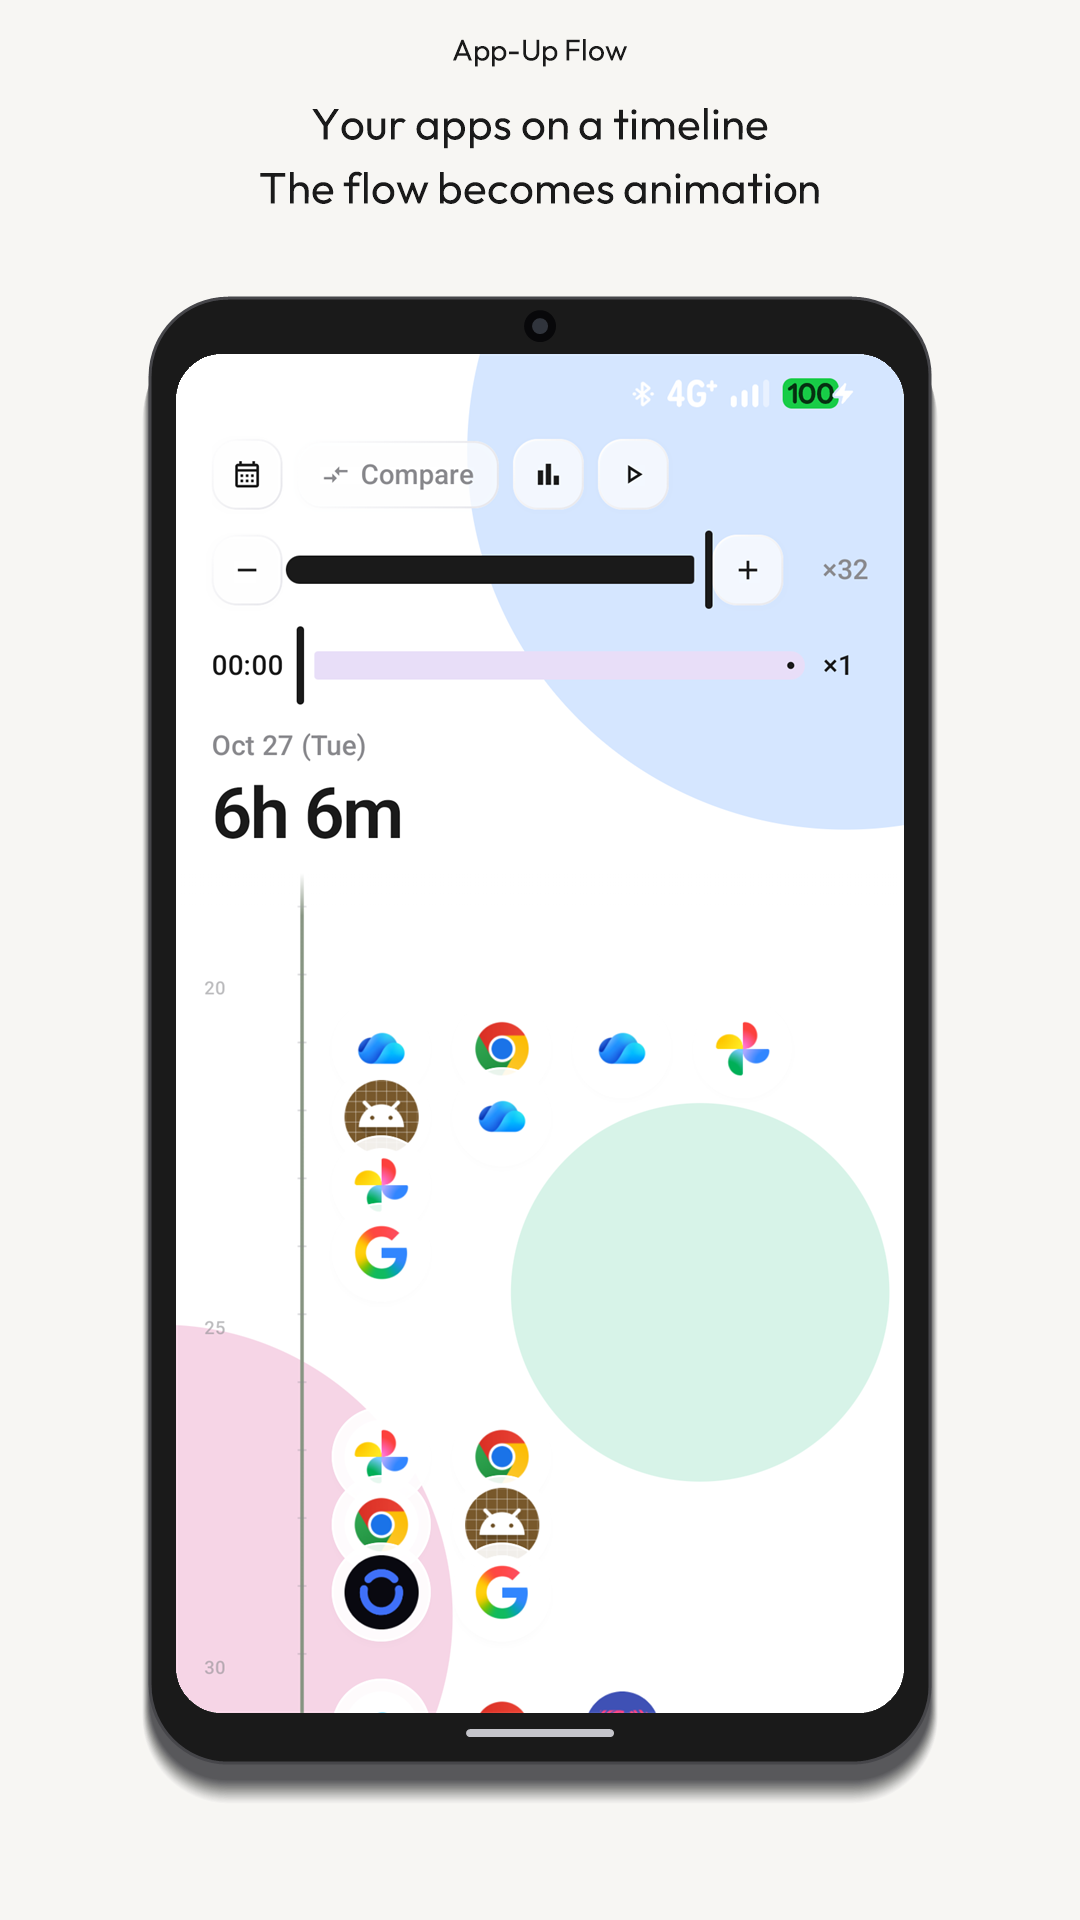 App-Up Flow
Your apps on a timeline
The flow becomes animation
4G+
100
Compare
×32
00:00
×1
Oct 27 (Tue)
6h 6m
20
25
30